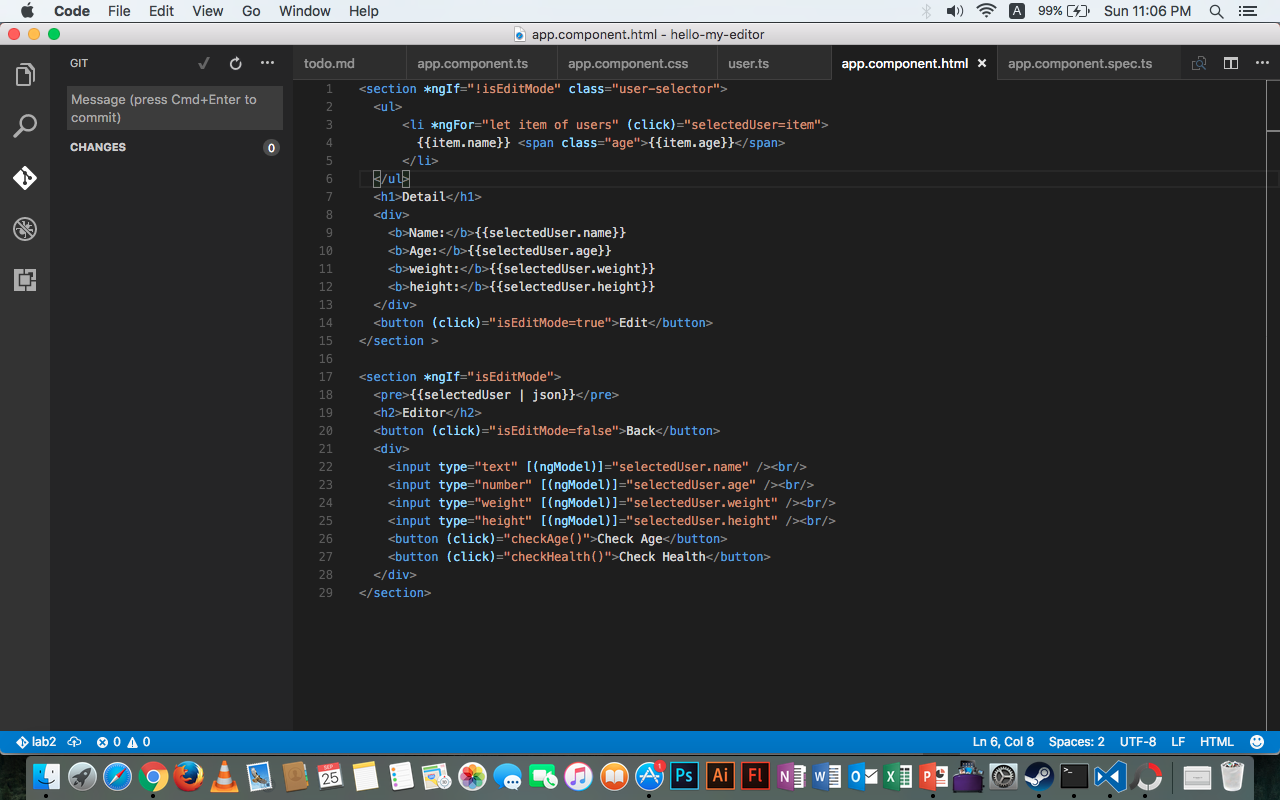 Code File Edit View Go Window Help A 99% Sun 11:06 PM
app.component.html - hello-my-editor
GIT
todo.md app.component.ts app.component.css user.ts app.component.html app.component.spec.ts
Message (press Cmd+Enter to
commit)
CHANGES 0
1 <section *ngIf="!isEditMode" class="user-selector">
2 <ul>
3 <li *ngFor="let item of users" (click)="selectedUser=item">
4 {{item.name}} <span class="age">{{item.age}}</span>
5 </li>
6 </ul>
7 <h1>Detail</h1>
8 <div>
9 <b>Name:</b>{{selectedUser.name}}
10 <b>Age:</b>{{selectedUser.age}}
11 <b>weight:</b>{{selectedUser.weight}}
12 <b>height:</b>{{selectedUser.height}}
13 </div>
14 <button (click)="isEditMode=true">Edit</button>
15 </section >
16
17 <section *ngIf="isEditMode">
18 <pre>{{selectedUser | json}}</pre>
19 <h2>Editor</h2>
20 <button (click)="isEditMode=false">Back</button>
21 <div>
22 <input type="text" [(ngModel)]="selectedUser.name" /><br/>
23 <input type="number" [(ngModel)]="selectedUser.age" /><br/>
24 <input type="weight" [(ngModel)]="selectedUser.weight" /><br/>
25 <input type="height" [(ngModel)]="selectedUser.height" /><br/>
26 <button (click)="checkAge()">Check Age</button>
27 <button (click)="checkHealth()">Check Health</button>
28 </div>
29 </section>
lab2 0 0 Ln 6, Col 8 Spaces: 2 UTF-8 LF HTML
SEP 25 1 Ps Ai Fl N W O X P